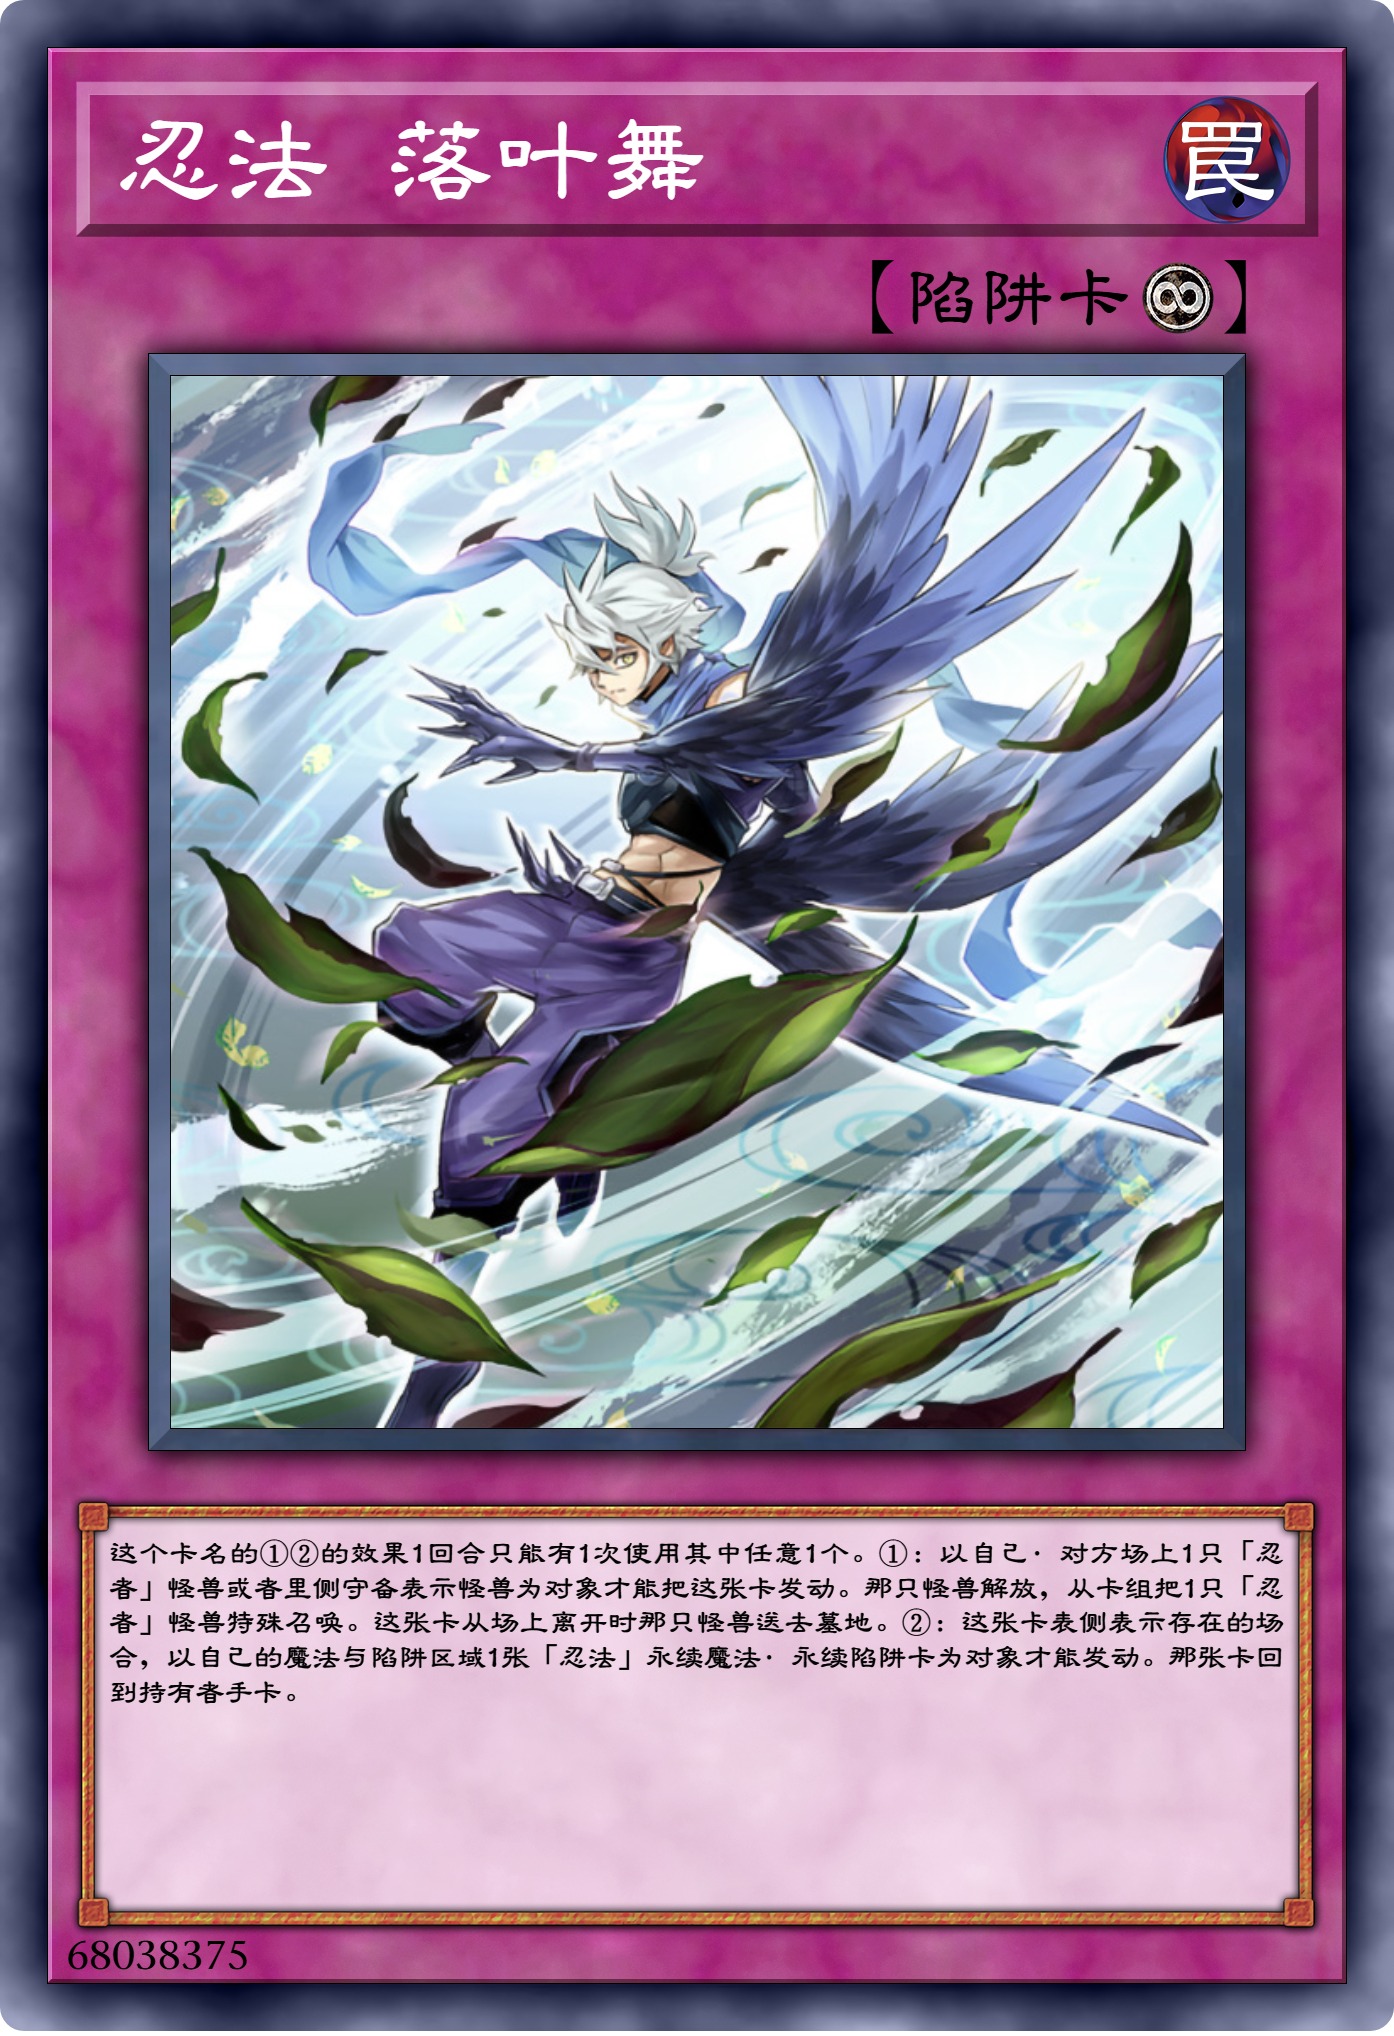 忍法 落叶舞
罠
【陷阱卡】
这个卡名的①②的效果1回合只能有1次使用其中任意1个。①：以自己·对方场上1只「忍
者」怪兽或者里侧守备表示怪兽为对象才能把这张卡发动。那只怪兽解放，从卡组把1只「忍
者」怪兽特殊召唤。这张卡从场上离开时那只怪兽送去墓地。②：这张卡表侧表示存在的场
合，以自己的魔法与陷阱区域1张「忍法」永续魔法·永续陷阱卡为对象才能发动。那张卡回
到持有者手卡。
68038375